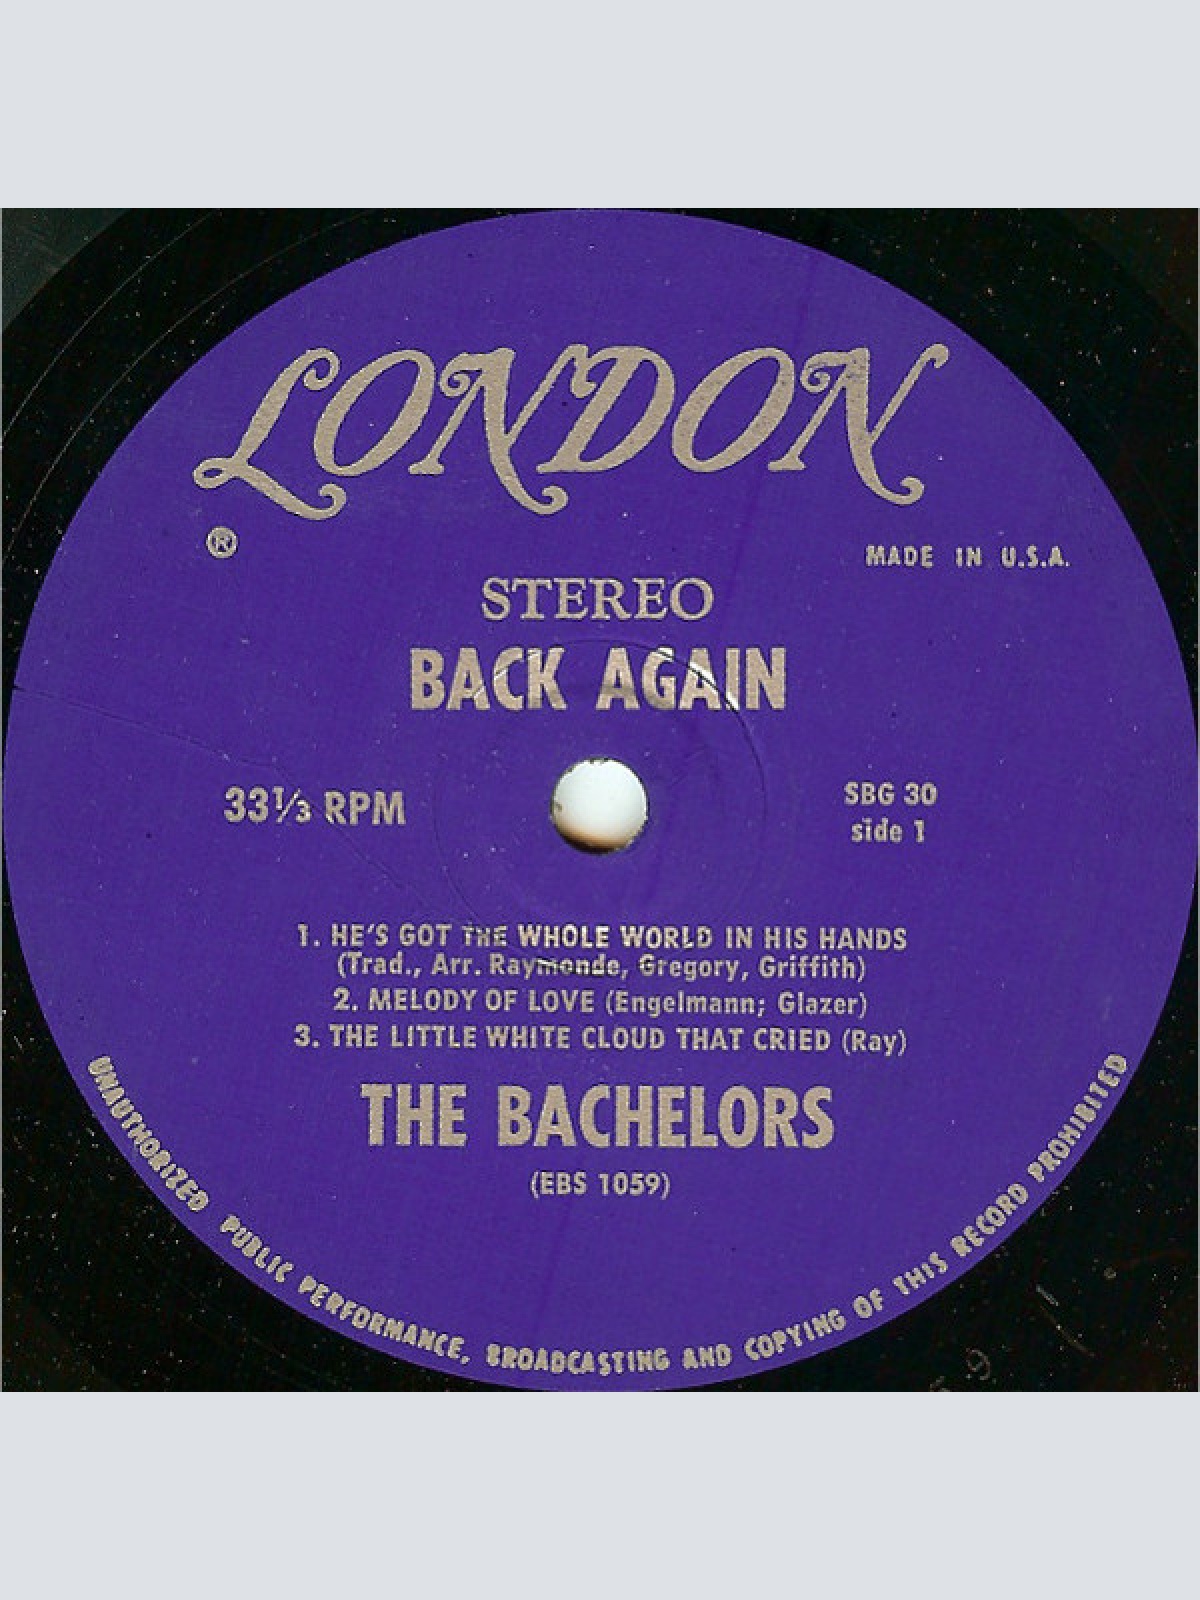 LONDON
®
MADE IN U.S.A.
STEREO
BACK AGAIN
33⅓ RPM
SBG 30
side 1
1. HE'S GOT THE WHOLE WORLD IN HIS HANDS
(Trad., Arr. Raymonde, Gregory, Griffith)
2. MELODY OF LOVE (Engelmann; Glazer)
3. THE LITTLE WHITE CLOUD THAT CRIED (Ray)
THE BACHELORS
(EBS 1059)
UNAUTHORIZED PUBLIC PERFORMANCE, BROADCASTING AND COPYING OF THIS RECORD PROHIBITED